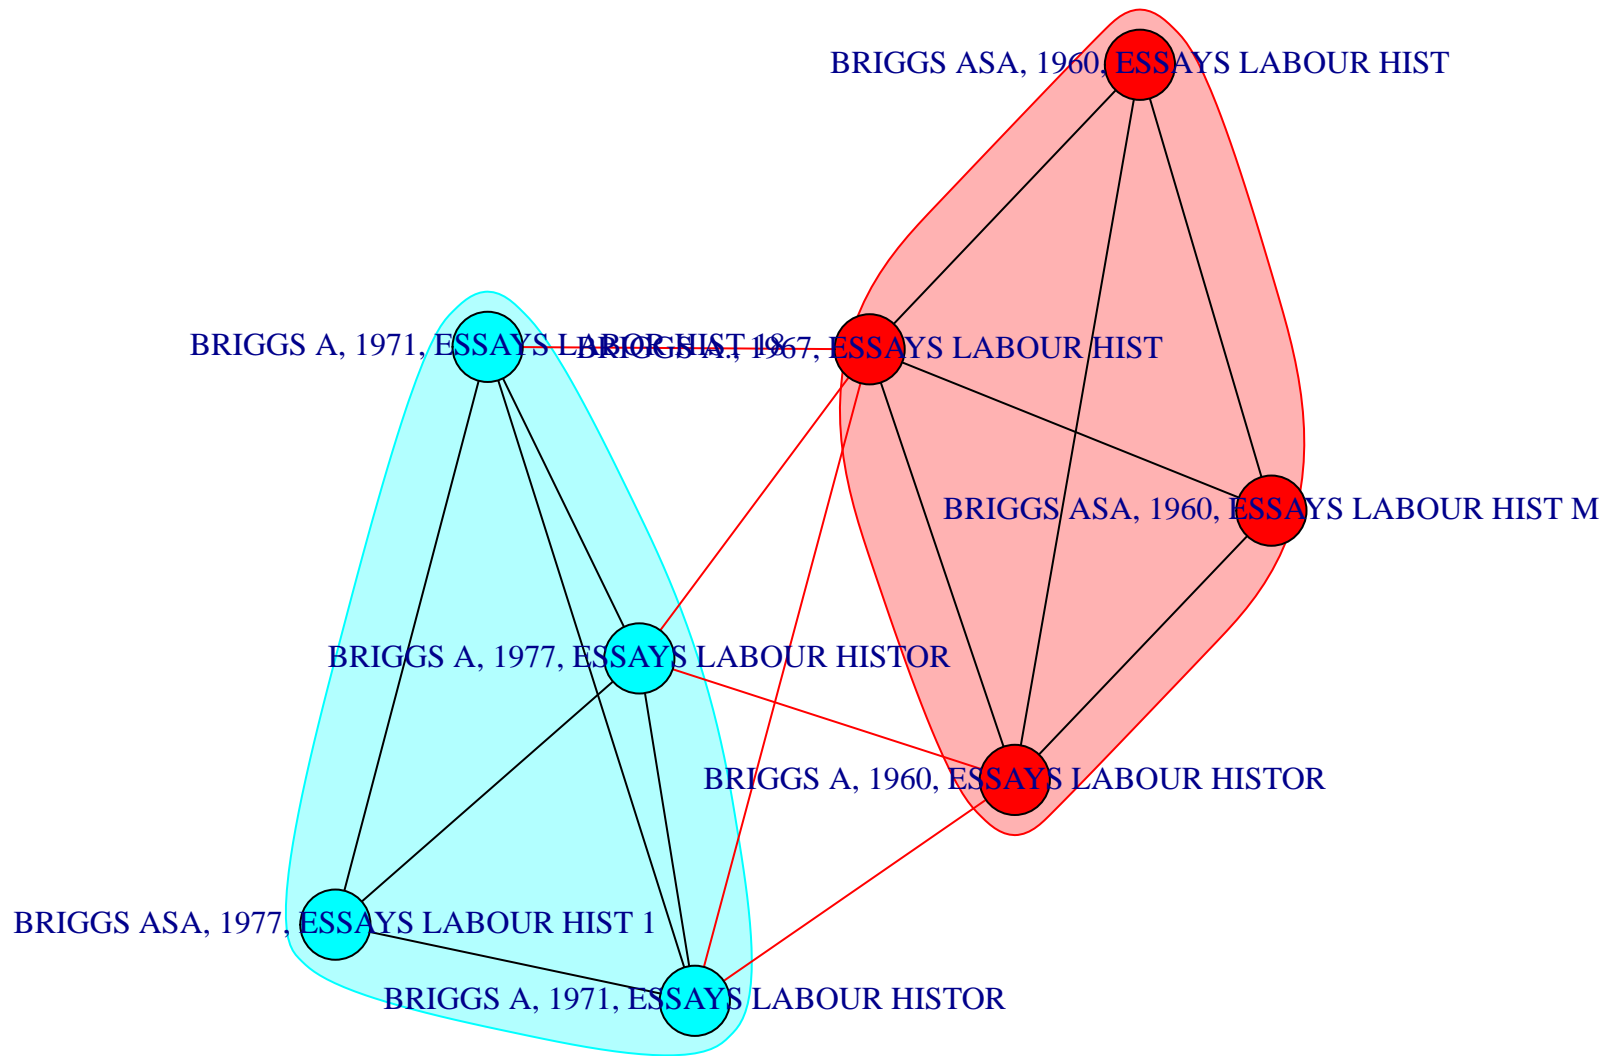 BRIGGS ASA, 1960, ESSAYS LABOUR HIST
BRIGGS A, 1971, ESSAYS LABOR HIST 18
BRIGGS A., 1967, ESSAYS LABOUR HIST
BRIGGS ASA, 1960, ESSAYS LABOUR HIST M
BRIGGS A, 1977, ESSAYS LABOUR HISTOR
BRIGGS A, 1960, ESSAYS LABOUR HISTOR
BRIGGS ASA, 1977, ESSAYS LABOUR HIST 1
BRIGGS A, 1971, ESSAYS LABOUR HISTOR